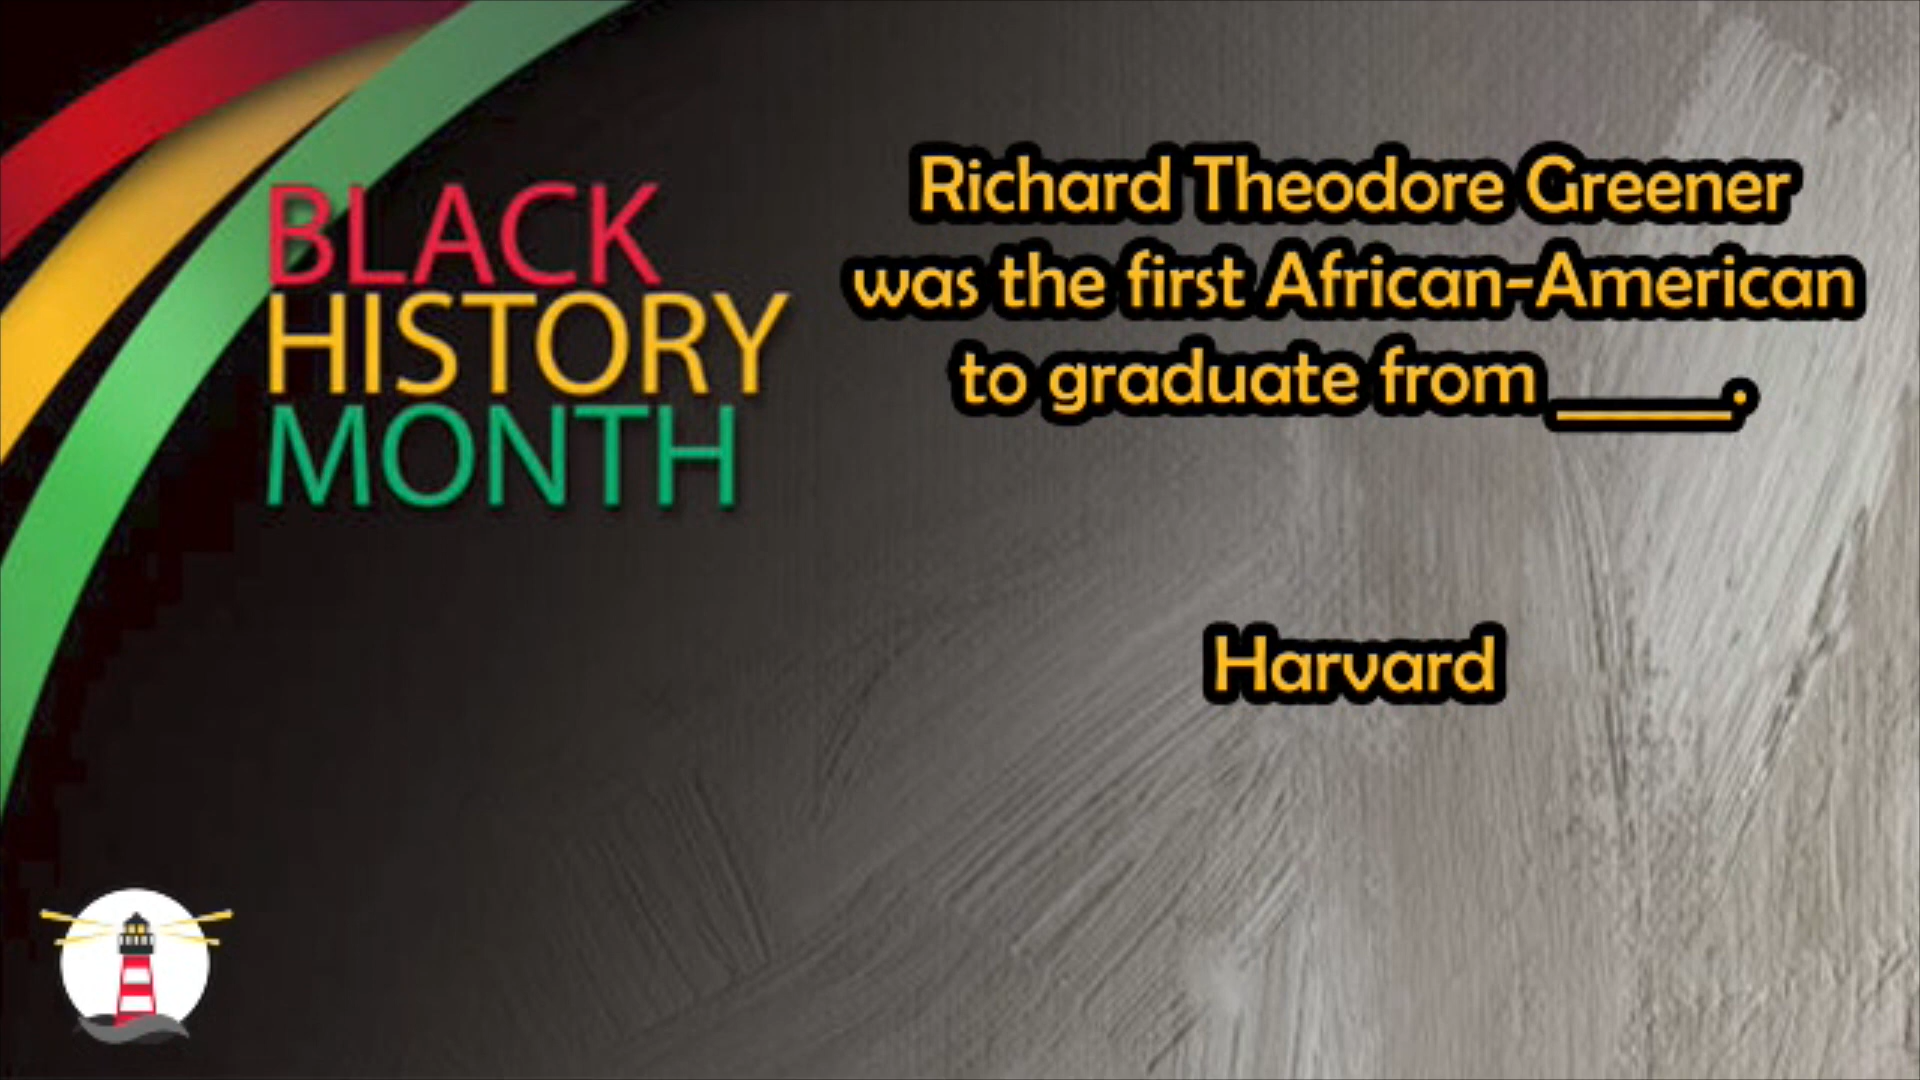 BLACK
HISTORY
MONTH
Richard Theodore Greener
was the first African-American
to graduate from _____.
Harvard